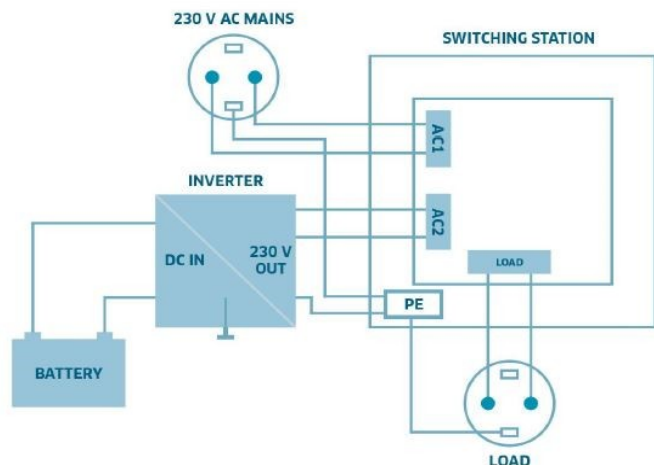 230 V AC MAINS
SWITCHING STATION
AC1
INVERTER
AC2
DC IN
230 V
OUT
LOAD
PE
BATTERY
LOAD